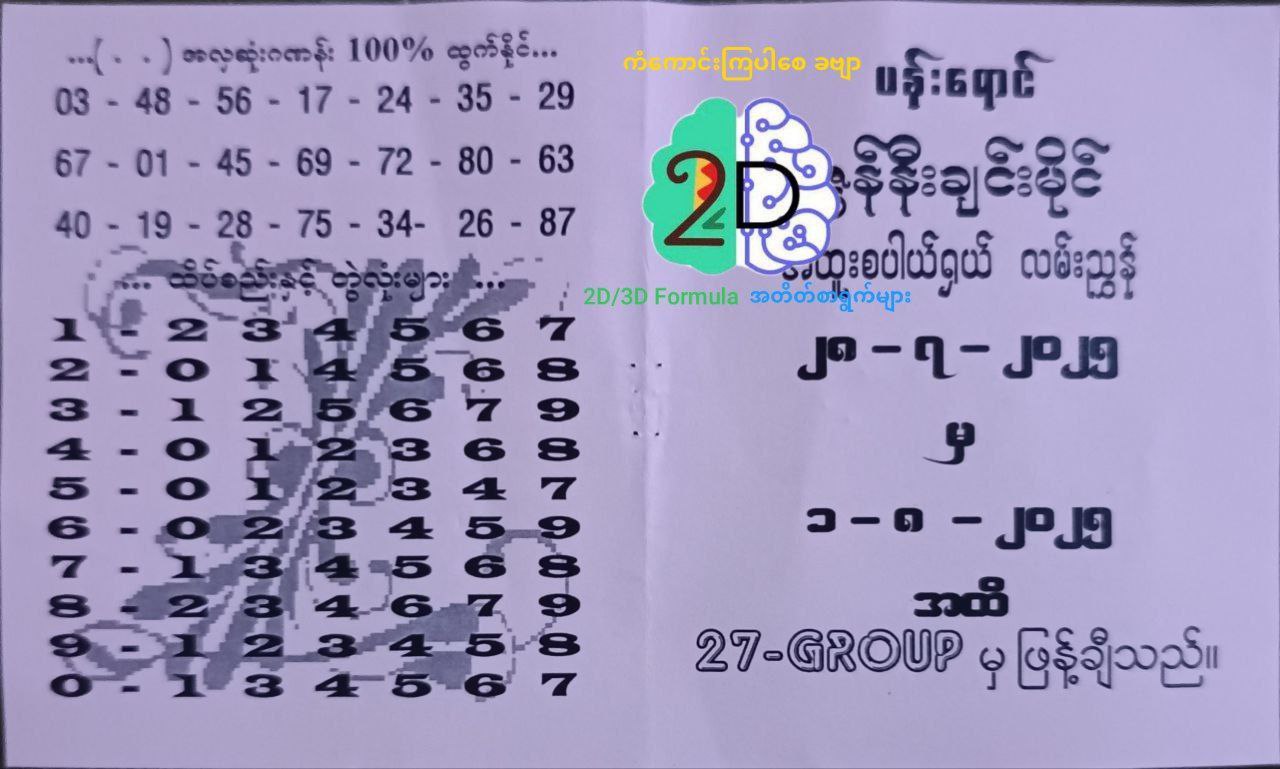 ...( . . ) အလှဆုံးဂဏန်း 100% ထွက်နိုင်...
03 - 48 - 56 - 17 - 24 - 35 - 29
67 - 01 - 45 - 69 - 72 - 80 - 63
40 - 19 - 28 - 75 - 34- 26 - 87
... ထိပ်စည်းနှင့် တွဲလုံးများ ...
1 - 2 3 4 5 6 7
2 - 0 1 4 5 6 8
3 - 1 2 5 6 7 9
4 - 0 1 2 3 6 8
5 - 0 1 2 3 4 7
6 - 0 2 3 4 5 9
7 - 1 3 4 5 6 8
8 - 2 3 4 6 7 9
9 - 1 2 3 4 5 8
0 - 1 3 4 5 6 7
ကံကောင်းကြပါစေ ခဗျာ
2D
2D/3D Formula အတိတ်စာရွက်များ
ပန်းရောင်
အထူးစပါယ်ရှယ် လမ်းညွှန်
၂၈ - ၇ - ၂၀၂၅
မှ
၁ - ၈ - ၂၀၂၅
အထိ
27-GROUP မှ ဖြန့်ချီသည်။